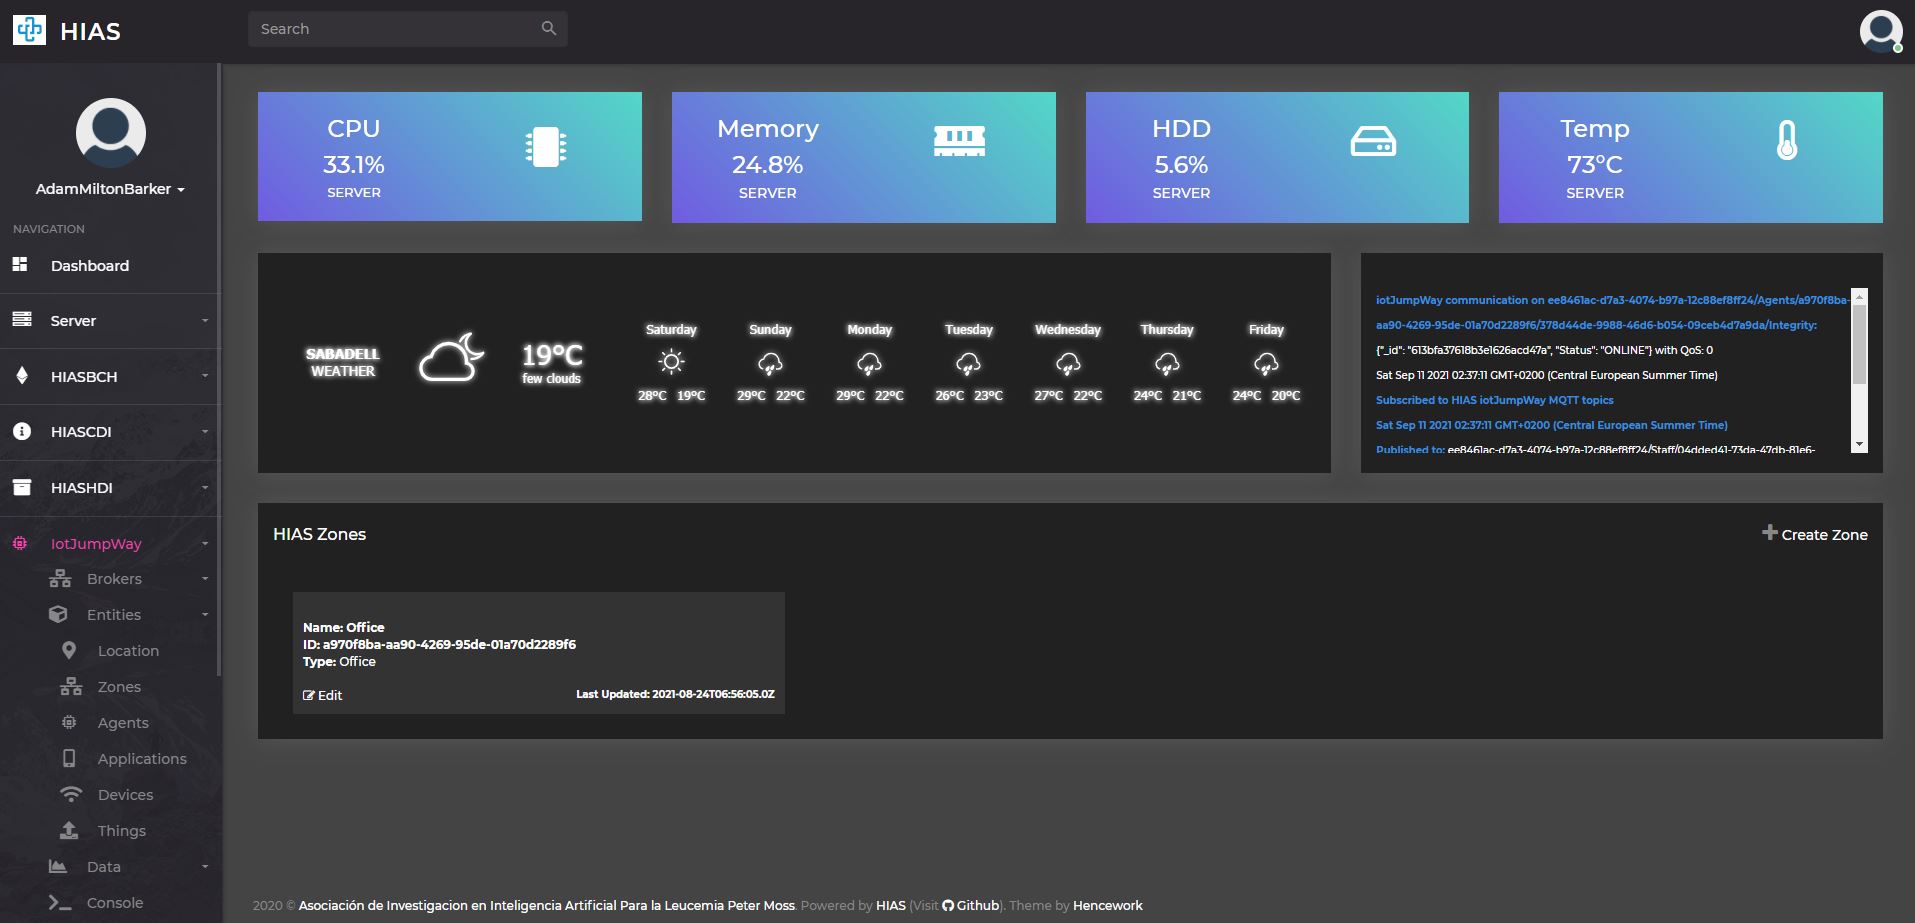 HIAS
Search
AdamMiltonBarker
NAVIGATION
Dashboard
Server
HIASBCH
HIASCDI
HIASHDI
IotJumpWay
Brokers
Entities
Location
Zones
Agents
Applications
Devices
Things
Data
Console
CPU
33.1%
SERVER
Memory
24.8%
SERVER
HDD
5.6%
SERVER
Temp
73°C
SERVER
SABADELL
WEATHER
19°C
few clouds
Saturday
28°C 19°C
Sunday
29°C 22°C
Monday
29°C 22°C
Tuesday
26°C 23°C
Wednesday
27°C 22°C
Thursday
24°C 21°C
Friday
24°C 20°C
iotJumpWay communication on ee8461ac-d7a3-4074-b97a-12c88ef8ff24/Agents/a970f8ba-
aa90-4269-95de-01a70d2289f6/378d44de-9988-46d6-b054-09ceb4d7a9da/Integrity:
{"_id": "613bfa37618b3e1626acd47a", "Status": "ONLINE"} with QoS: 0
Sat Sep 11 2021 02:37:11 GMT+0200 (Central European Summer Time)
Subscribed to HIAS iotJumpWay MQTT topics
Sat Sep 11 2021 02:37:11 GMT+0200 (Central European Summer Time)
Published to: ee8461ac-d7a3-4074-b97a-12c88ef8ff24/Staff/04dded41-73da-47db-81e6-
HIAS Zones
Create Zone
Name: Office
ID: a970f8ba-aa90-4269-95de-01a70d2289f6
Type: Office
Edit
Last Updated: 2021-08-24T06:56:05.0Z
2020 © Asociación de Investigacion en Inteligencia Artificial Para la Leucemia Peter Moss. Powered by HIAS (Visit Github). Theme by Hencework